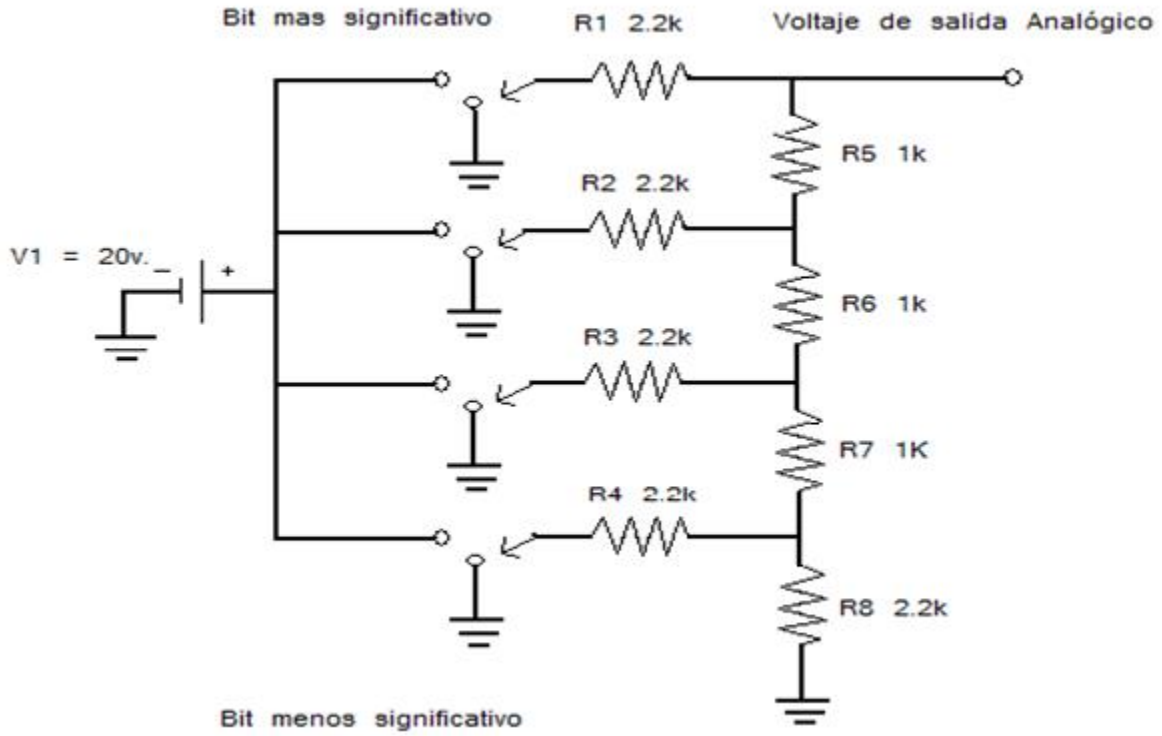 Bit mas significativo
R1 2.2k
Voltaje de salida Analógico
R5 1k
R2 2.2k
V1 = 20v.
− +
R6 1k
R3 2.2k
R7 1K
R4 2.2k
R8 2.2k
Bit menos significativo